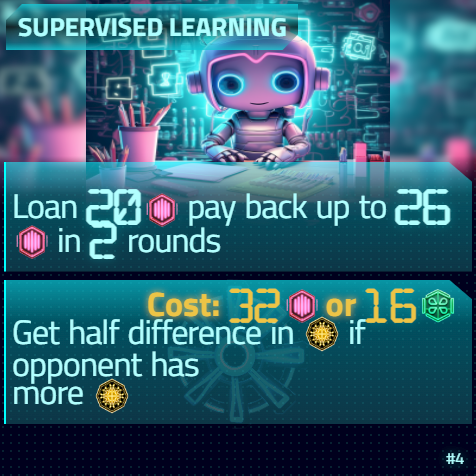 SUPERVISED LEARNING
Loan 20 pay back up to 26
in 2 rounds
Cost: 32 or 16
Get half difference in if
opponent has
more
#4